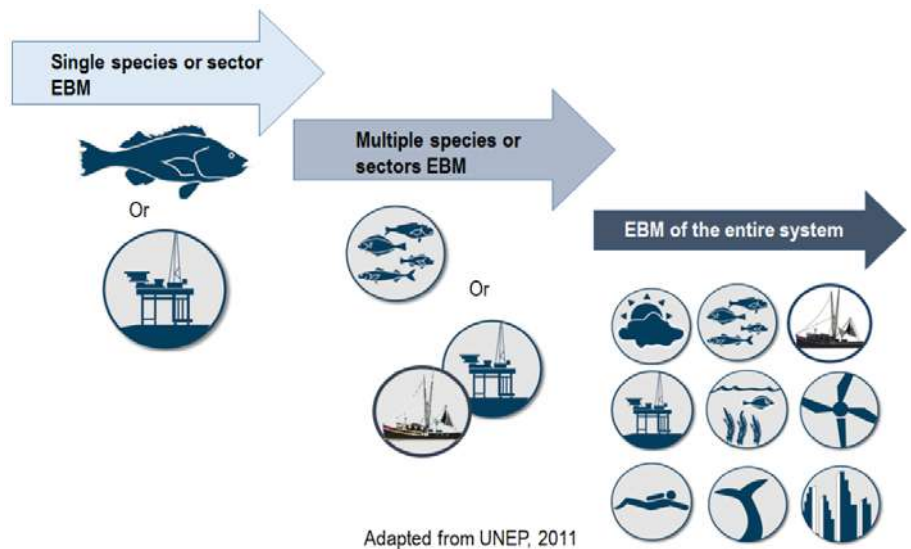 Single species or sector
EBM
Or
Multiple species or
sectors EBM
Or
EBM of the entire system
Adapted from UNEP, 2011